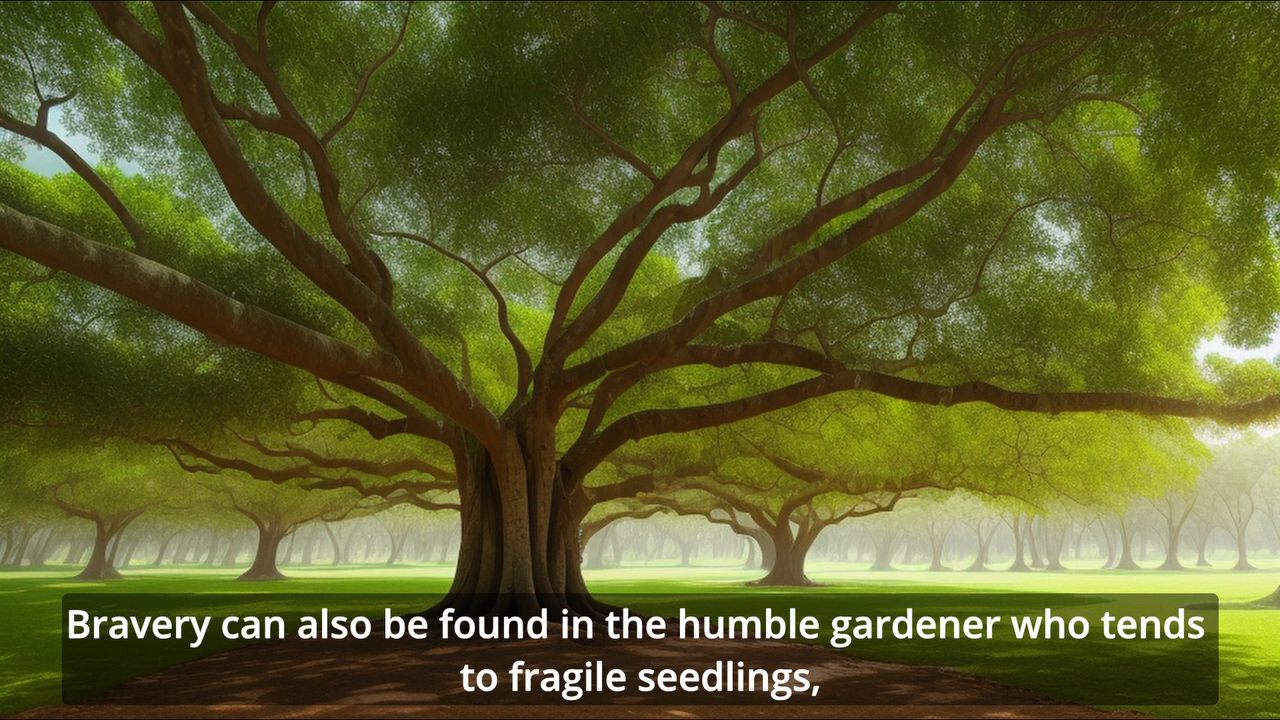 Bravery can also be found in the humble gardener who tends
to fragile seedlings,